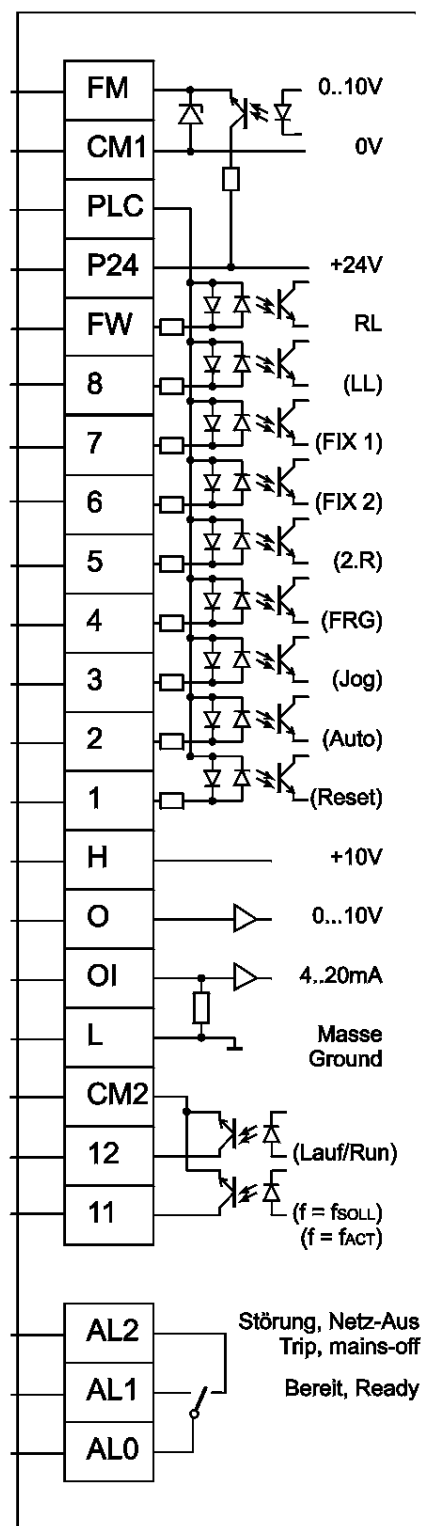 FM 0..10V
CM1 0V
PLC
P24 +24V
FW RL
8 (LL)
7 (FIX 1)
6 (FIX 2)
5 (2.R)
4 (FRG)
3 (Jog)
2 (Auto)
1 (Reset)
H +10V
O 0...10V
OI 4..20mA
L Masse
Ground
CM2
12 (Lauf/Run)
11 (f = fSOLL)
(f = fACT)
AL2 Störung, Netz-Aus
Trip, mains-off
AL1 Bereit, Ready
AL0